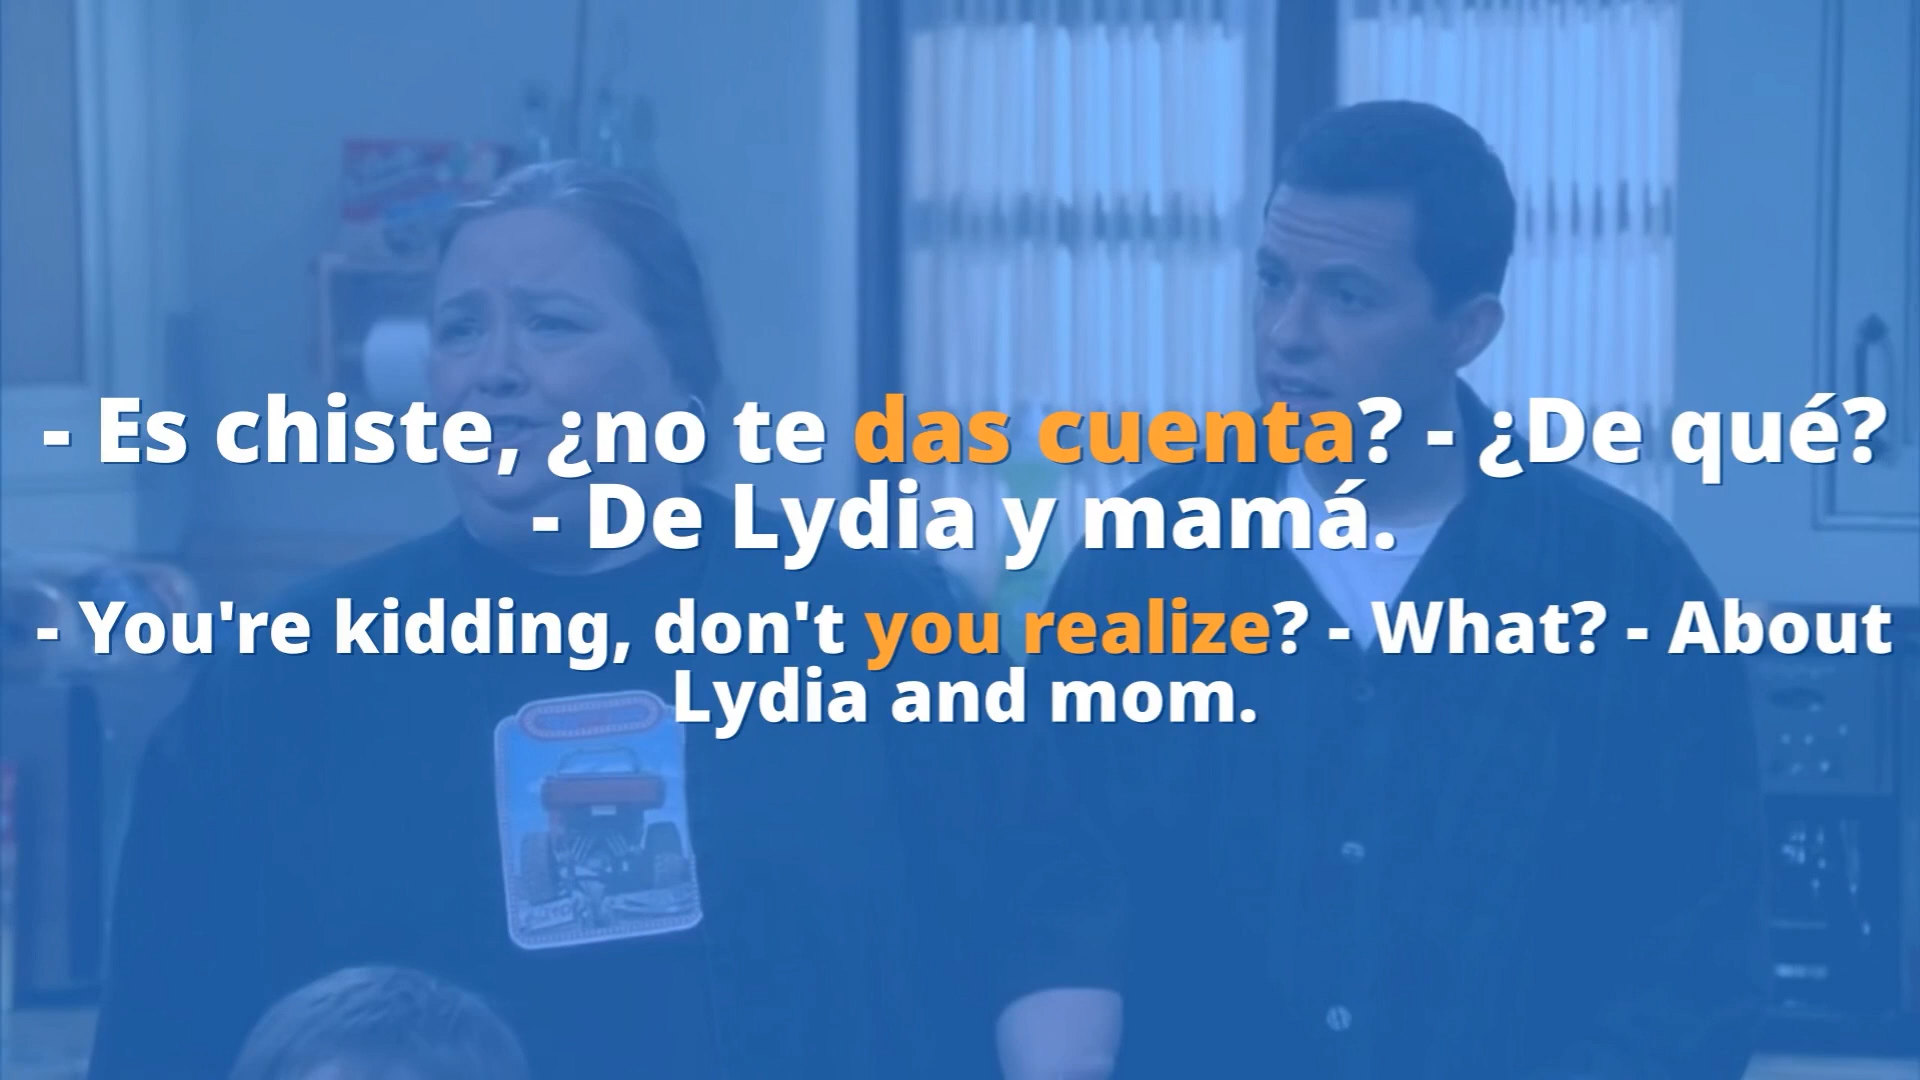 - Es chiste, ¿no te das cuenta? - ¿De qué?
- De Lydia y mamá.
- You're kidding, don't you realize? - What? - About
Lydia and mom.